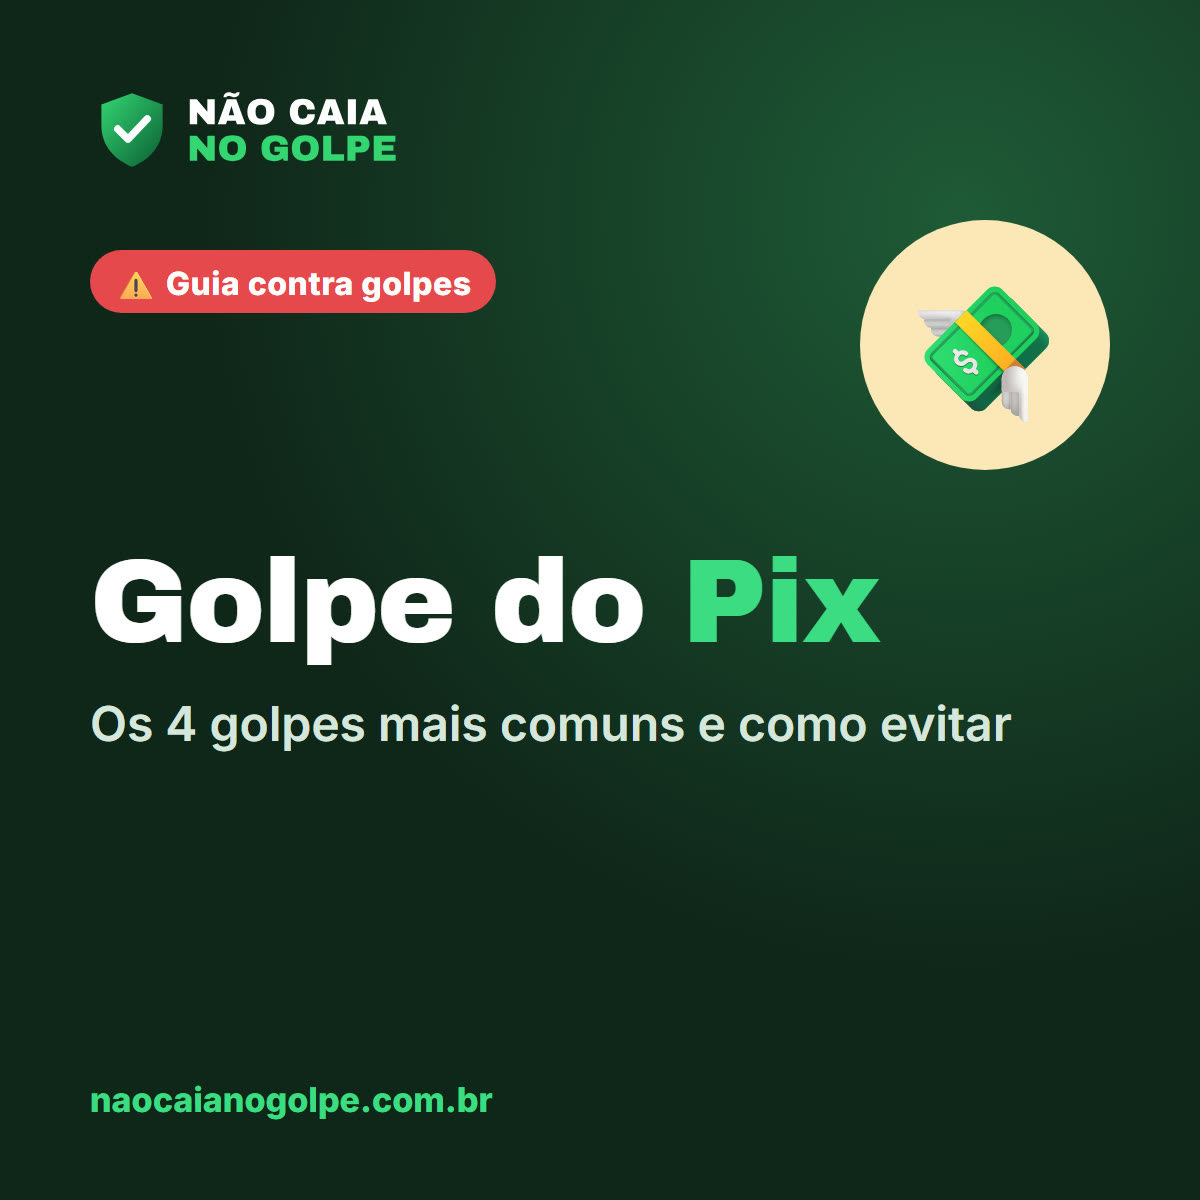 NÃO CAIA
NO GOLPE
Guia contra golpes
Golpe do Pix
Os 4 golpes mais comuns e como evitar
naocaianogolpe.com.br